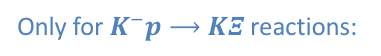 Only for K⁻p ⟶ KΞ reactions: